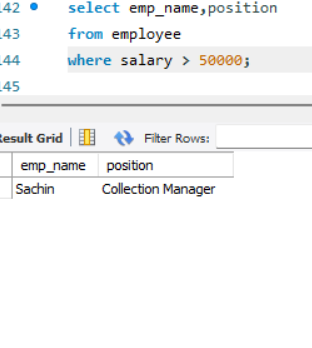 142 select emp_name,position
143 from employee
144 where salary > 50000;
145
Result Grid Filter Rows:
emp_name position
Sachin Collection Manager